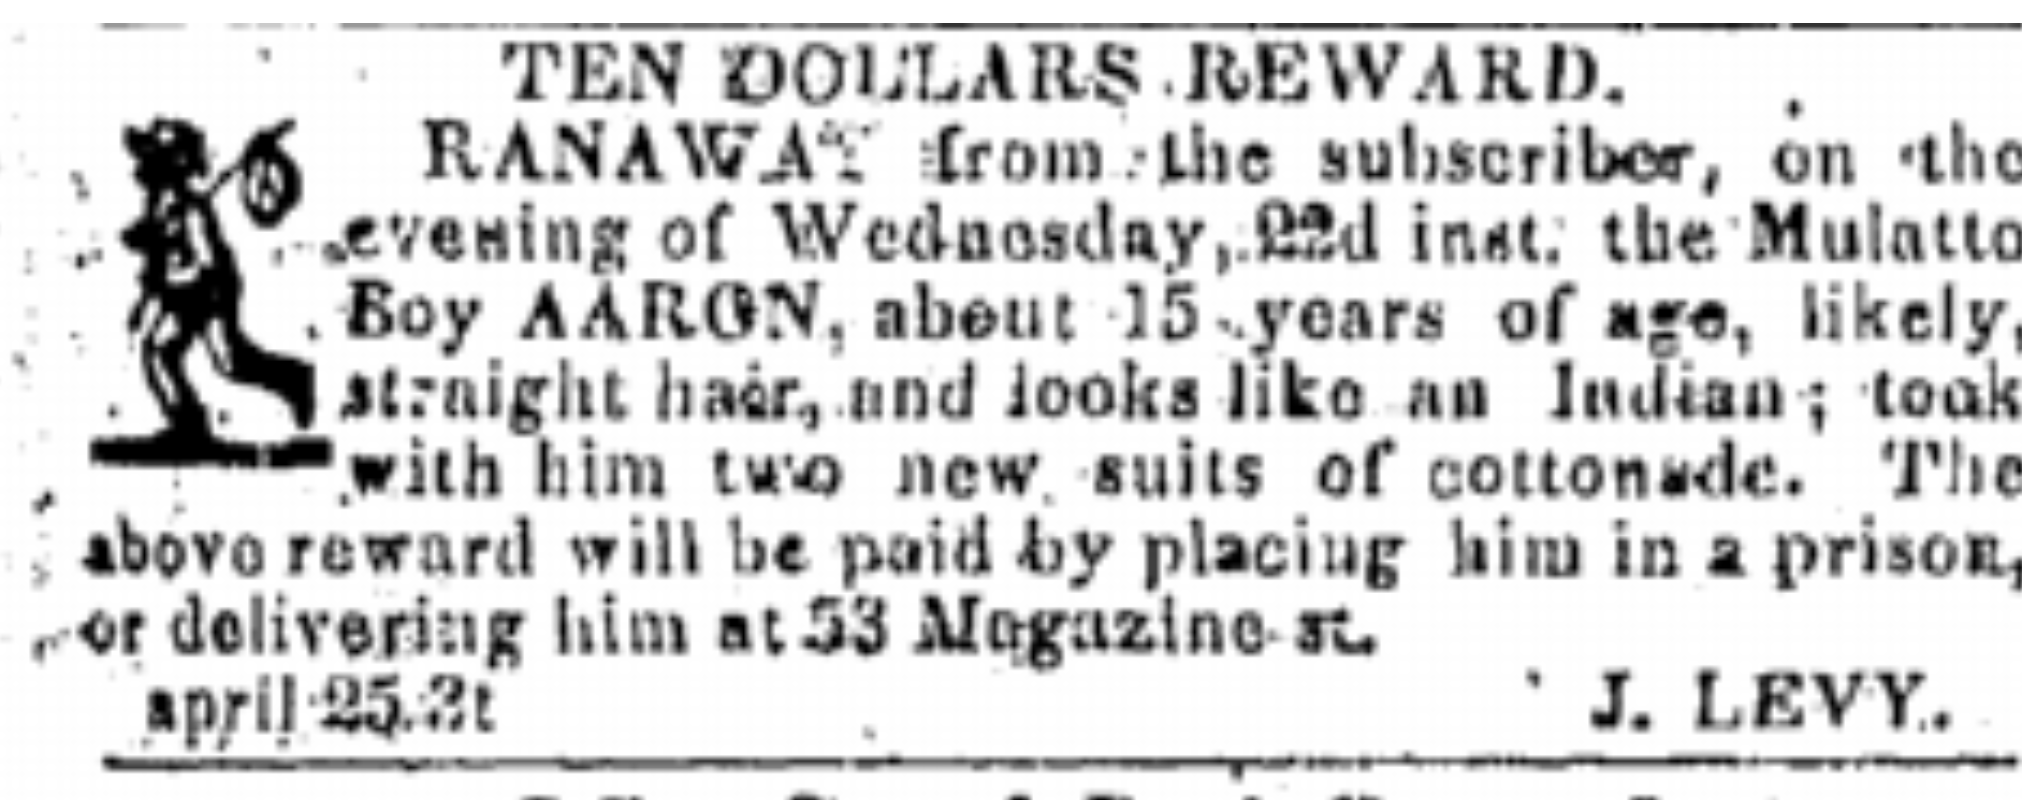 TEN DOLLARS REWARD.
RANAWAY from the subscriber, on the
evening of Wednesday, 22d inst. the Mulatto
Boy AARON, about 15 years of age, likely,
straight hair, and looks like an Indian; took
with him two new suits of cottonade. The
above reward will be paid by placing him in a prison,
or delivering him at 53 Magazine st.
april 25.3t
J. LEVY.